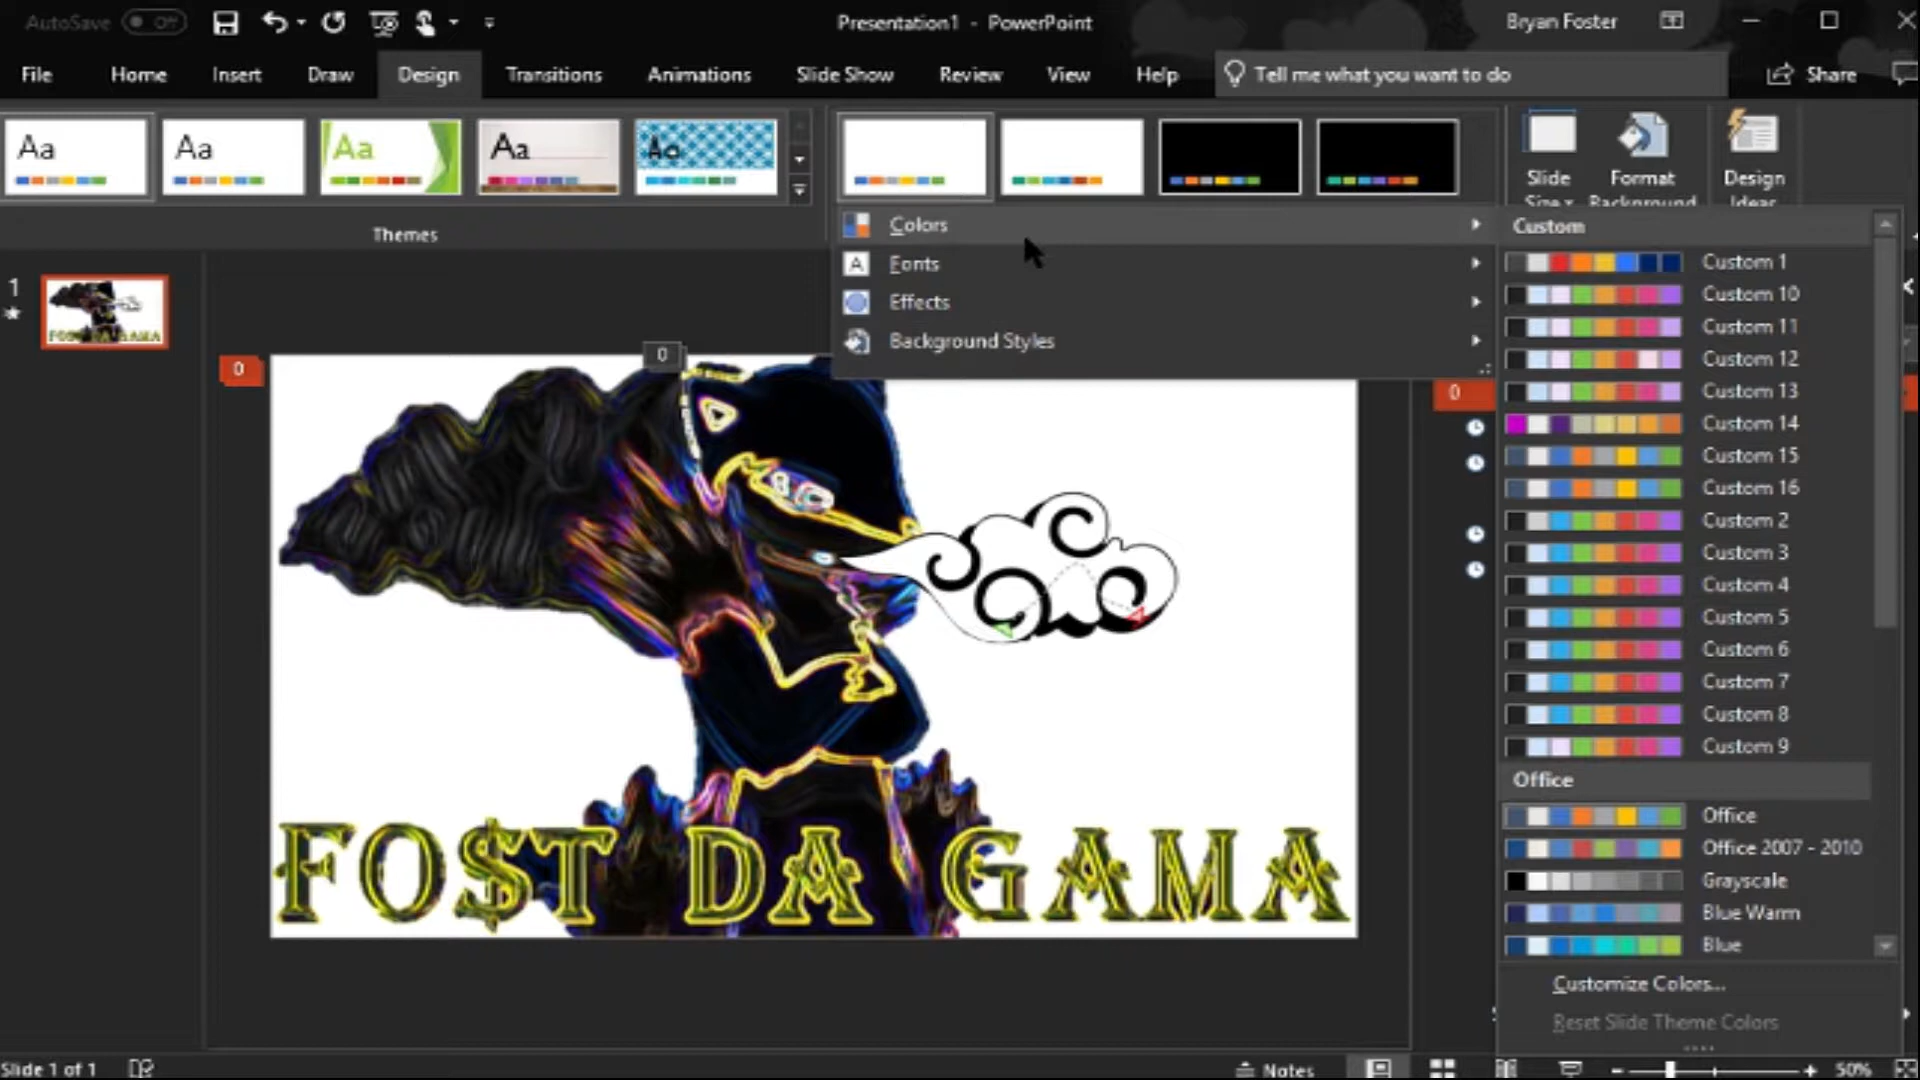 AutoSave Off
Presentation1 - PowerPoint
Bryan Foster
File Home Insert Draw Design Transitions Animations Slide Show Review View Help Tell me what you want to do Share
Aa Aa Aa Aa Aa
Themes
Slide Size
Format Background
Design Ideas
Colors
Fonts
Effects
Background Styles
Custom
Custom 1
Custom 10
Custom 11
Custom 12
Custom 13
Custom 14
Custom 15
Custom 16
Custom 2
Custom 3
Custom 4
Custom 5
Custom 6
Custom 7
Custom 8
Custom 9
Office
Office
Office 2007 - 2010
Grayscale
Blue Warm
Blue
Customize Colors...
Reset Slide Theme Colors
1
0
0
0
FO$T DA GAMA
Slide 1 of 1
Notes
50%